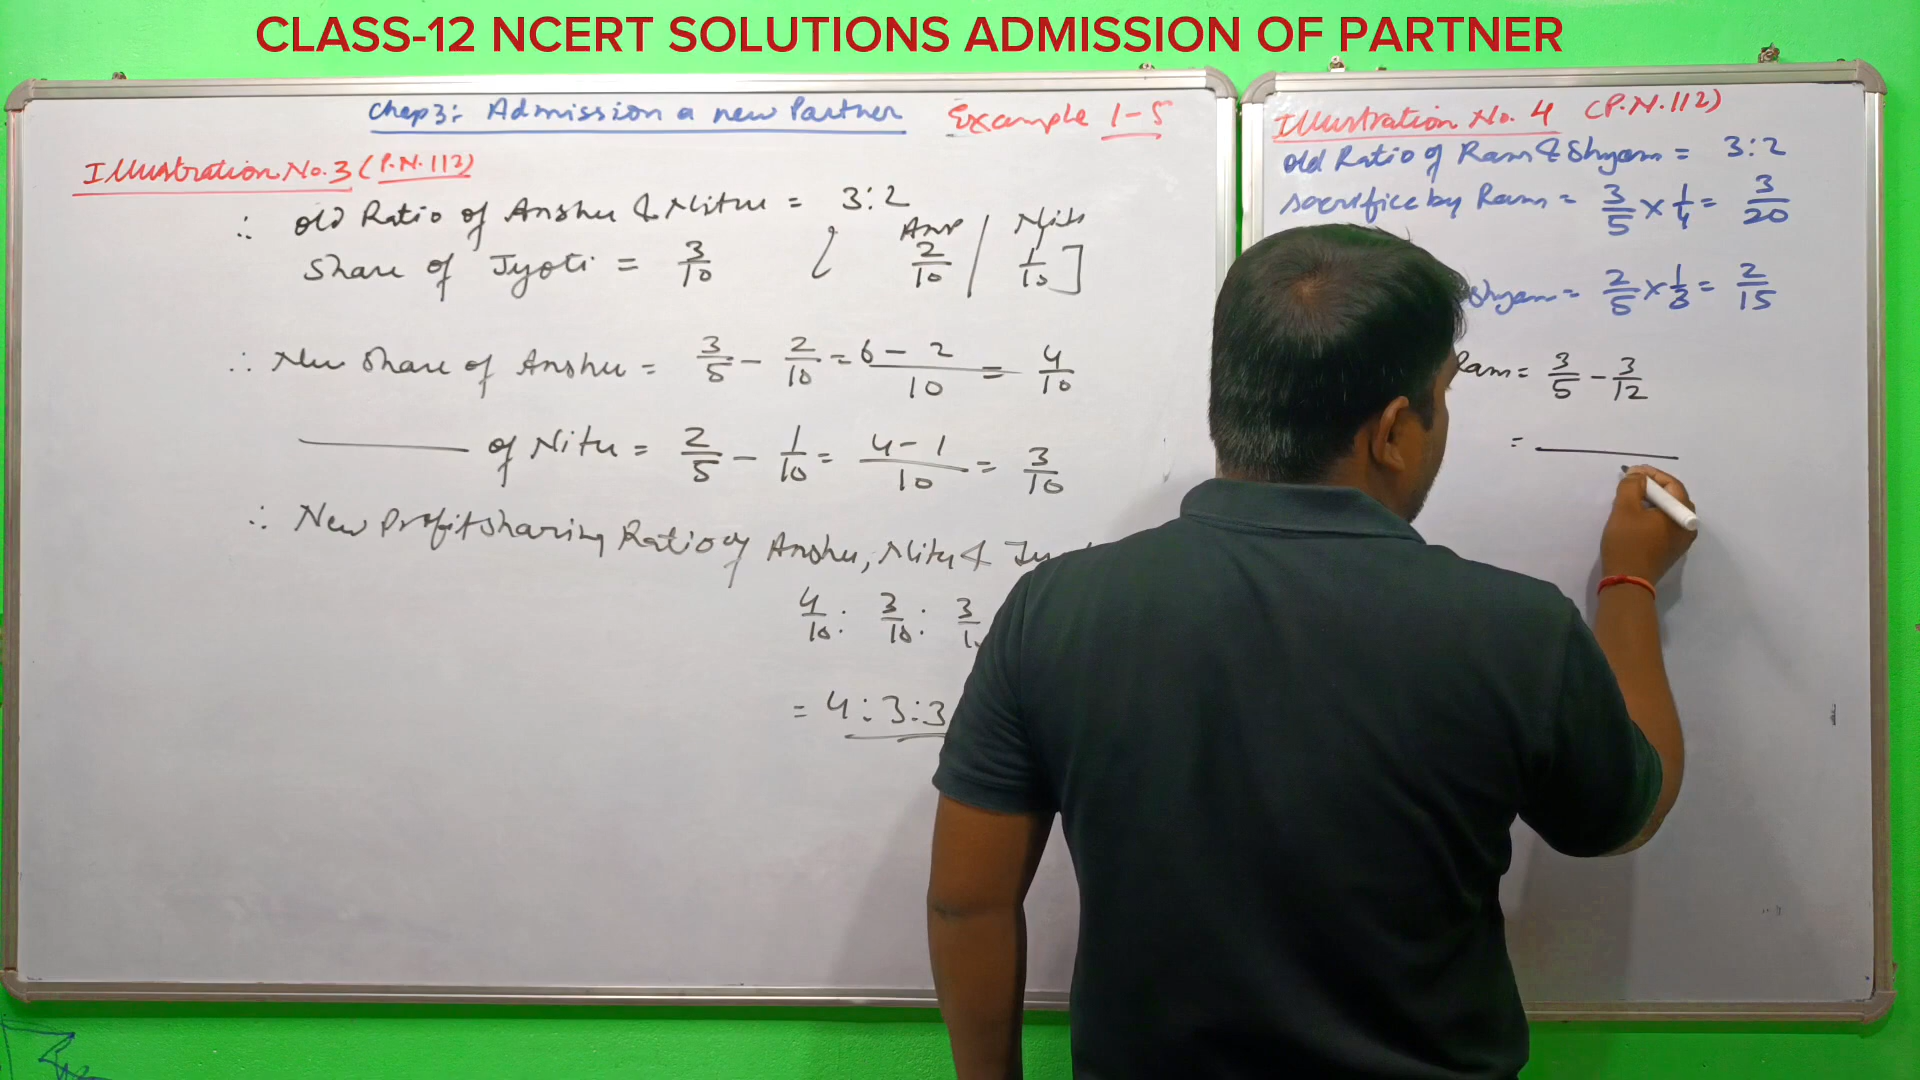 CLASS-12 NCERT SOLUTIONS ADMISSION OF PARTNER
Chap 3: Admission a new Partner Example 1-5
Illustration No. 3 (P.N. 112)
∴ old Ratio of Anshu & Nitu = 3:2
Share of Jyoti = 3/10 [ 2/10 | 1/10 ]
∴ New Share of Anshu = 3/5 - 2/10 = 6-2/10 = 4/10
of Nitu = 2/5 - 1/10 = 4-1/10 = 3/10
∴ New Profit sharing Ratio of Anshu, Nitu &
4/10 : 3/10 : 3/1
= 4:3:3
Illustration No. 4 (P.N. 112)
old Ratio of Ram & Shyam = 3:2
sacrifice by Ram = 3/5 × 1/4 = 3/20
Shyam = 2/5 × 1/3 = 2/15
Ram = 3/5 - 3/12
=